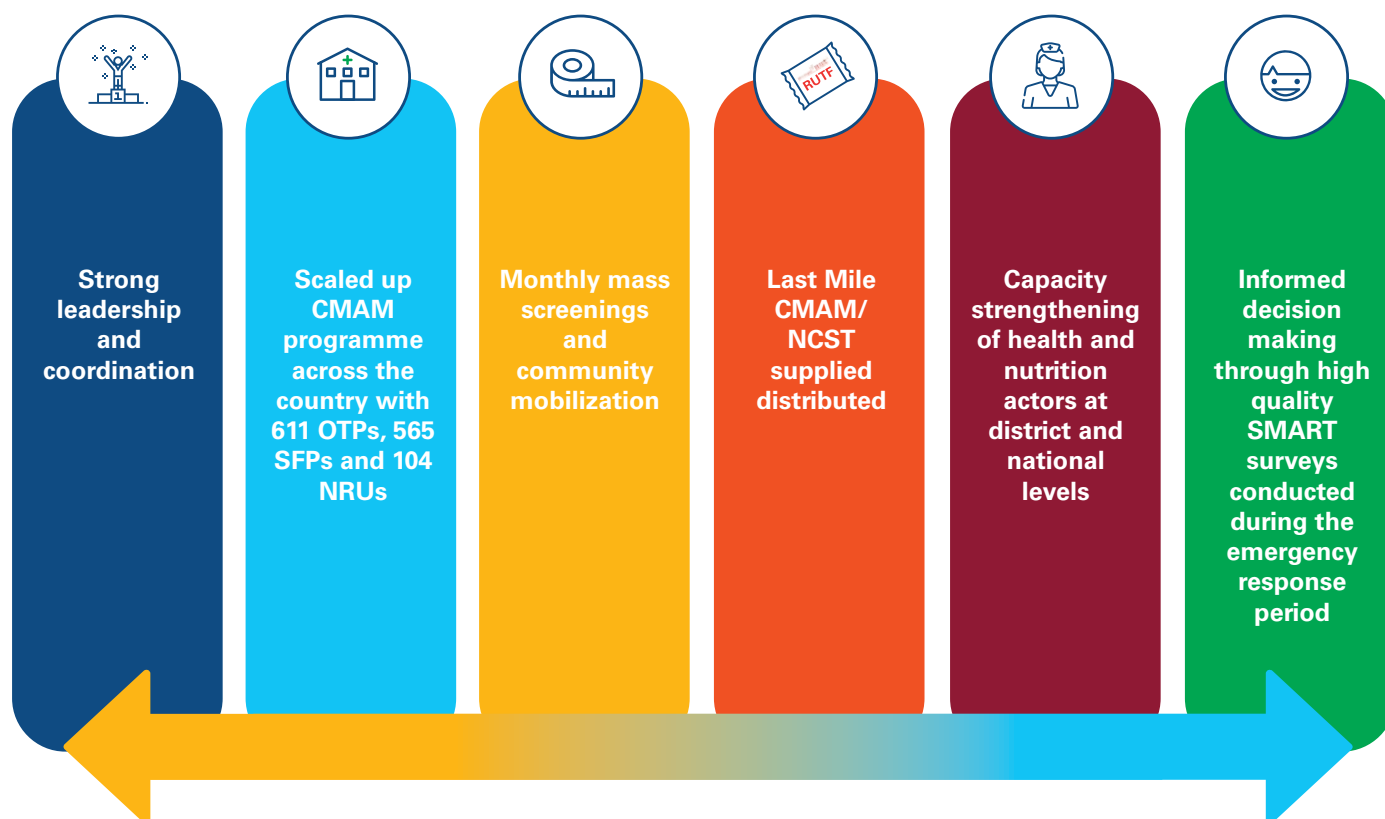 1
RUTF
Strong
leadership
and
coordination
Scaled up
CMAM
programme
across the
country with
611 OTPs, 565
SFPs and 104
NRUs
Monthly mass
screenings
and
community
mobilization
Last Mile
CMAM/
NCST
supplied
distributed
Capacity
strengthening
of health and
nutrition
actors at
district and
national
levels
Informed
decision
making
through high
quality
SMART
surveys
conducted
during the
emergency
response
period